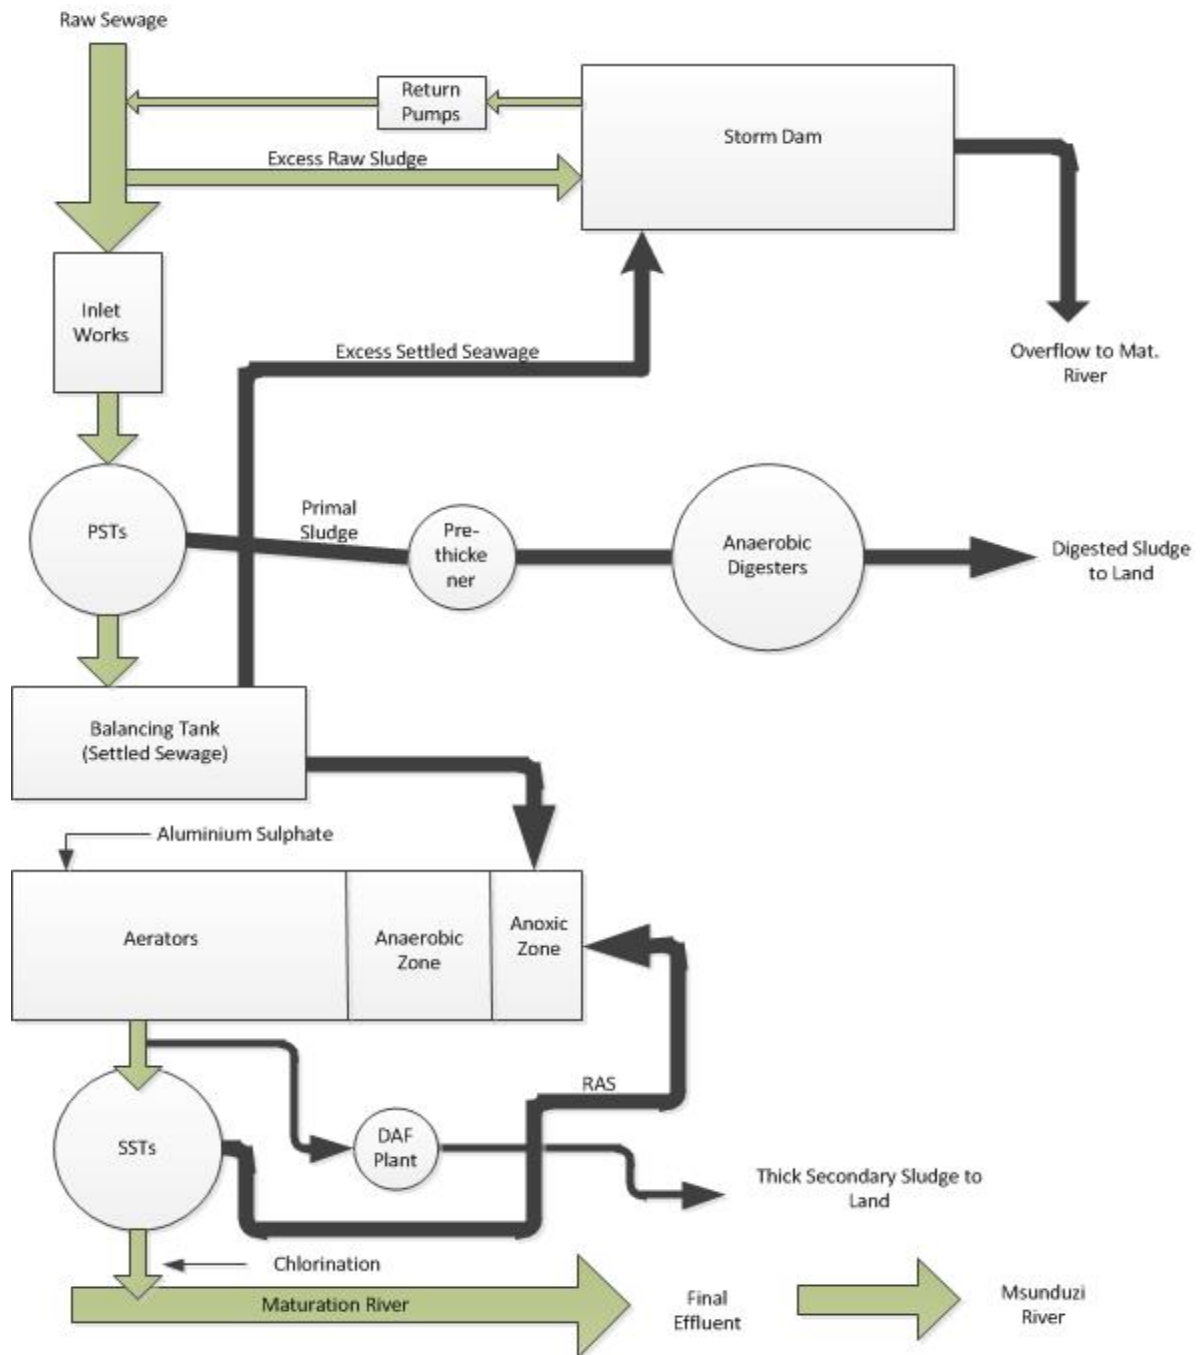 Raw Sewage
Return
Pumps
Storm Dam
Excess Raw Sludge
Inlet
Works
Excess Settled Seawage
Overflow to Mat.
River
PSTs
Primal
Sludge
Pre-
thicke
ner
Anaerobic
Digesters
Digested Sludge
to Land
Balancing Tank
(Settled Sewage)
Aluminium Sulphate
Aerators
Anaerobic
Zone
Anoxic
Zone
RAS
SSTs
DAF
Plant
Thick Secondary Sludge to
Land
Chlorination
Maturation River
Final
Effluent
Msunduzi
River